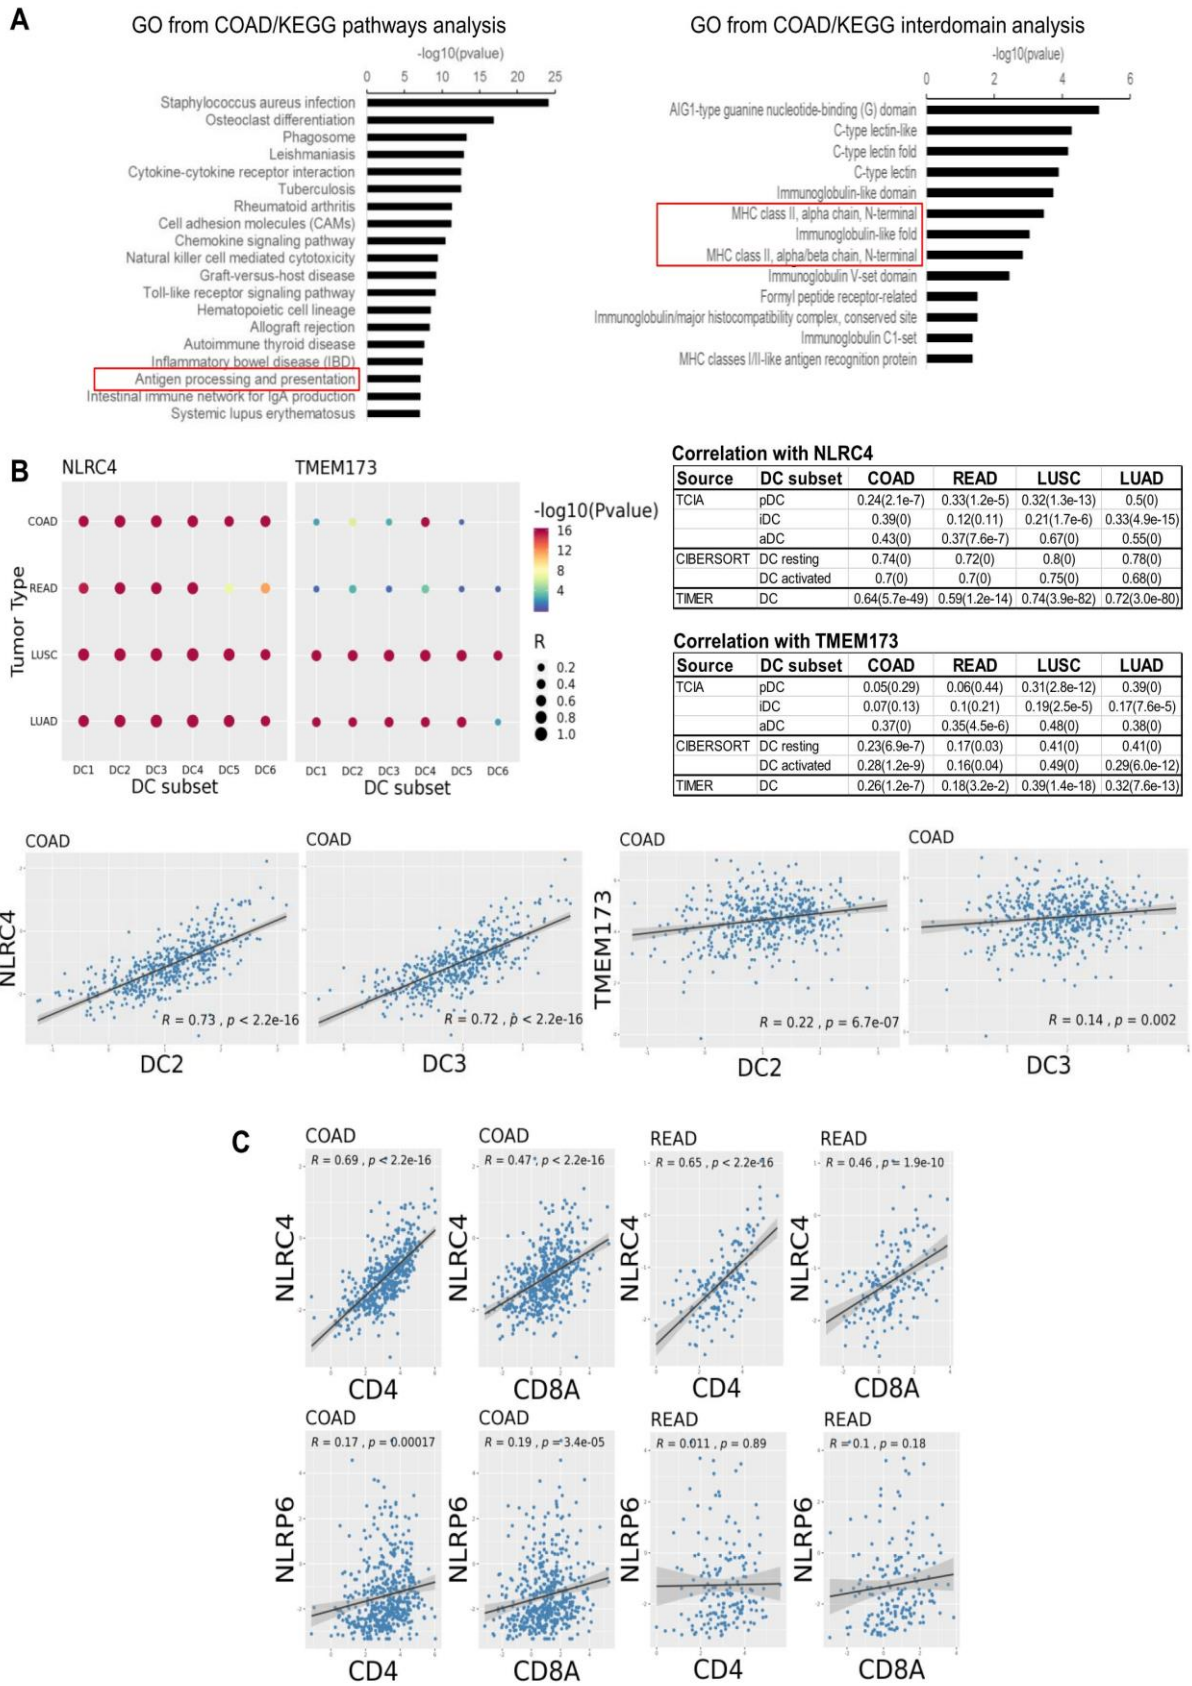 A
GO from COAD/KEGG pathways analysis
-log10(pvalue)
0 5 10 15 20 25
Staphylococcus aureus infection
Osteoclast differentiation
Phagosome
Leishmaniasis
Cytokine-cytokine receptor interaction
Tuberculosis
Rheumatoid arthritis
Cell adhesion molecules (CAMs)
Chemokine signaling pathway
Natural killer cell mediated cytotoxicity
Graft-versus-host disease
Toll-like receptor signaling pathway
Hematopoietic cell lineage
Allograft rejection
Autoimmune thyroid disease
Inflammatory bowel disease (IBD)
Antigen processing and presentation
Intestinal immune network for IgA production
Systemic lupus erythematosus
GO from COAD/KEGG interdomain analysis
-log10(pvalue)
0 2 4 6
AIG1-type guanine nucleotide-binding (G) domain
C-type lectin-like
C-type lectin fold
C-type lectin
Immunoglobulin-like domain
MHC class II, alpha chain, N-terminal
Immunoglobulin-like fold
MHC class II, alpha/beta chain, N-terminal
Immunoglobulin V-set domain
Formyl peptide receptor-related
Immunoglobulin/major histocompatibility complex, conserved site
Immunoglobulin C1-set
MHC classes I/II-like antigen recognition protein
B
NLRC4 TMEM173
Tumor Type
COAD
READ
LUSC
LUAD
DC1 DC2 DC3 DC4 DC5 DC6 DC1 DC2 DC3 DC4 DC5 DC6
DC subset DC subset
-log10(Pvalue)
16
12
8
4
R
0.2
0.4
0.6
0.8
1.0
Correlation with NLRC4
Source DC subset COAD READ LUSC LUAD
TCIA pDC 0.24(2.1e-7) 0.33(1.2e-5) 0.32(1.3e-13) 0.5(0)
iDC 0.39(0) 0.12(0.11) 0.21(1.7e-6) 0.33(4.9e-15)
aDC 0.43(0) 0.37(7.6e-7) 0.67(0) 0.55(0)
CIBERSORT DC resting 0.74(0) 0.72(0) 0.8(0) 0.78(0)
DC activated 0.7(0) 0.7(0) 0.75(0) 0.68(0)
TIMER DC 0.64(5.7e-49) 0.59(1.2e-14) 0.74(3.9e-82) 0.72(3.0e-80)
Correlation with TMEM173
Source DC subset COAD READ LUSC LUAD
TCIA pDC 0.05(0.29) 0.06(0.44) 0.31(2.8e-12) 0.39(0)
iDC 0.07(0.13) 0.1(0.21) 0.19(2.5e-5) 0.17(7.6e-5)
aDC 0.37(0) 0.35(4.5e-6) 0.48(0) 0.38(0)
CIBERSORT DC resting 0.23(6.9e-7) 0.17(0.03) 0.41(0) 0.41(0)
DC activated 0.28(1.2e-9) 0.16(0.04) 0.49(0) 0.29(6.0e-12)
TIMER DC 0.26(1.2e-7) 0.18(3.2e-2) 0.39(1.4e-18) 0.32(7.6e-13)
COAD COAD COAD COAD
NLRC4
TMEM173
R = 0.73 , p < 2.2e-16
R = 0.72 , p < 2.2e-16
R = 0.22 , p = 6.7e-07
R = 0.14 , p = 0.002
DC2 DC3 DC2 DC3
C
COAD COAD READ READ
R = 0.69 , p < 2.2e-16
R = 0.47 , p < 2.2e-16
R = 0.65 , p < 2.2e-16
R = 0.46 , p = 1.9e-10
NLRC4 NLRC4 NLRC4 NLRC4
CD4 CD8A CD4 CD8A
COAD COAD READ READ
R = 0.17 , p = 0.00017
R = 0.19 , p = 3.4e-05
R = 0.011 , p = 0.89
R = 0.1 , p = 0.18
NLRP6 NLRP6 NLRP6 NLRP6
CD4 CD8A CD4 CD8A